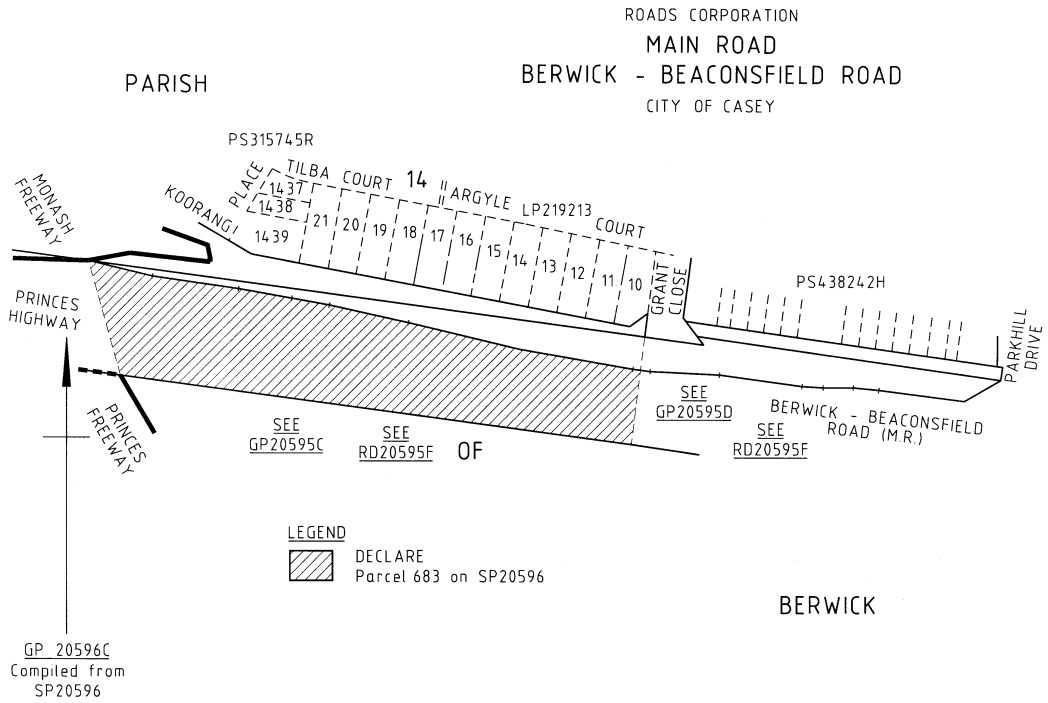 ROADS CORPORATION
MAIN ROAD
BERWICK - BEACONSFIELD ROAD
CITY OF CASEY
PARISH
PS315745R
MONASH
FREEWAY
KOORANGI
PLACE
TILBA COURT
14
ARGYLE
COURT
LP219213
1437
1438
1439
21
20
19
18
17
16
15
14
13
12
11
10
GRANT
CLOSE
PS438242H
PARKHILL
DRIVE
PRINCES
HIGHWAY
PRINCES
FREEWAY
SEE
GP20595C
SEE
RD20595F
OF
SEE
GP20595D
SEE
RD20595F
BERWICK - BEACONSFIELD
ROAD (M.R.)
LEGEND
DECLARE
Parcel 683 on SP20596
BERWICK
GP 20596C
Compiled from
SP20596